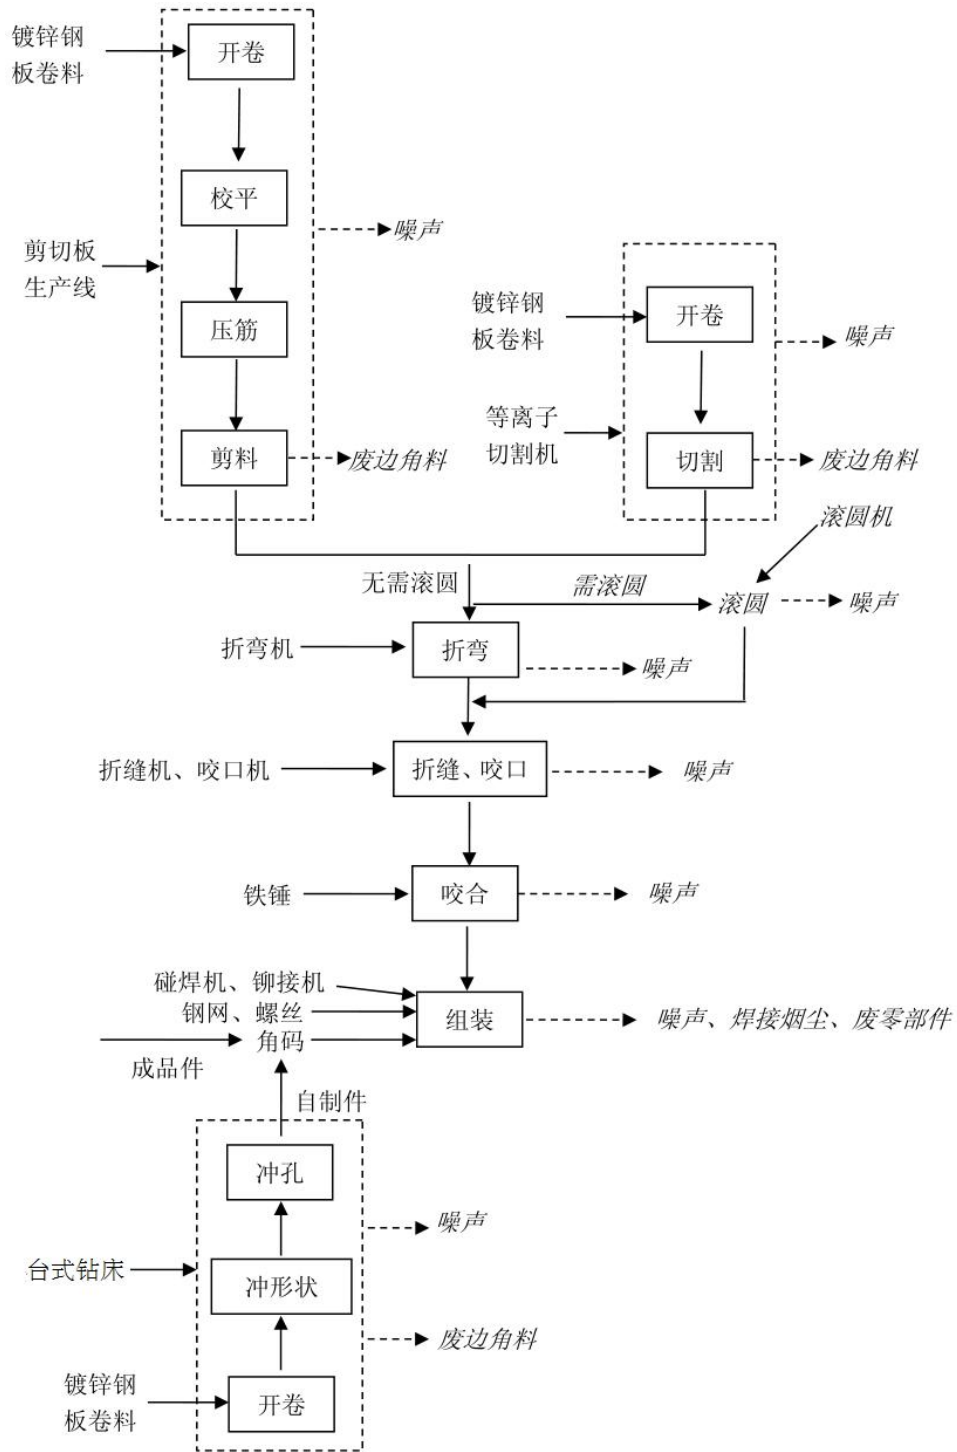 镀锌钢
板卷料
开卷
校平
噪声
剪切板
生产线
压筋
剪料
废边角料
镀锌钢
板卷料
开卷
噪声
等离子
切割机
切割
废边角料
滚圆机
无需滚圆
需滚圆
滚圆
噪声
折弯机
折弯
噪声
折缝机、咬口机
折缝、咬口
噪声
铁锤
咬合
噪声
碰焊机、铆接机
钢网、螺丝
角码
组装
噪声、焊接烟尘、废零部件
成品件
自制件
冲孔
噪声
台式钻床
冲形状
废边角料
镀锌钢
板卷料
开卷